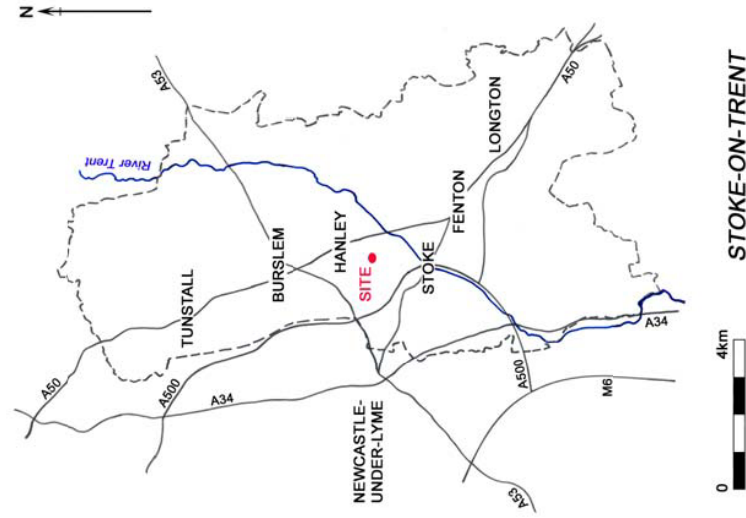 N
A53
River Trent
A50
LONGTON
FENTON
HANLEY
BURSLEM
SITE
STOKE
TUNSTALL
A50
A500
A34
A500
A34
M6
NEWCASTLE-
UNDER-LYME
A53
STOKE-ON-TRENT
0
4km